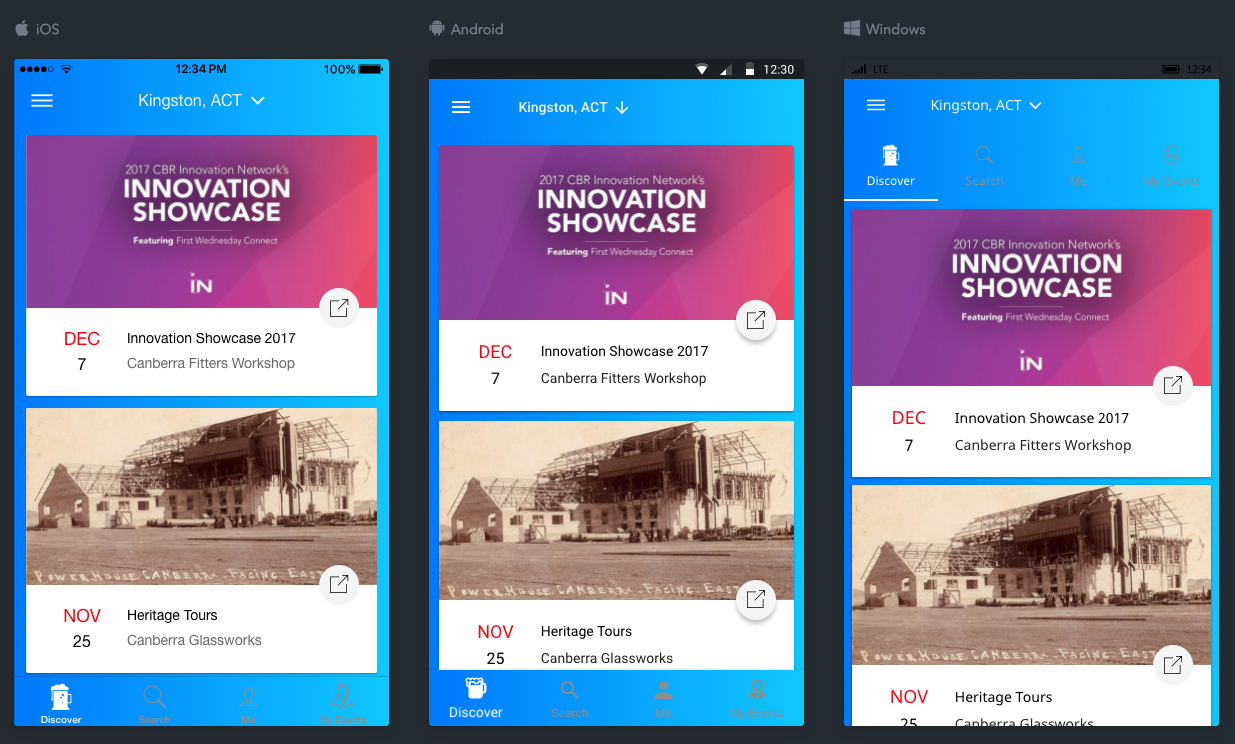 iOS
12:34 PM
100%
Kingston, ACT
2017 CBR Innovation Network's
INNOVATION
SHOWCASE
Featuring First Wednesday Connect
iN
DEC
7
Innovation Showcase 2017
Canberra Fitters Workshop
POWER HOUSE CANBERRA - FACING EAST
NOV
25
Heritage Tours
Canberra Glassworks
Discover
Search
Me
My Events
Android
12:30
Kingston, ACT
2017 CBR Innovation Network's
INNOVATION
SHOWCASE
Featuring First Wednesday Connect
iN
DEC
7
Innovation Showcase 2017
Canberra Fitters Workshop
POWER HOUSE CANBERRA - FACING EAST
NOV
25
Heritage Tours
Canberra Glassworks
Discover
Search
Me
My Events
Windows
LTE
12:34
Kingston, ACT
Discover
Search
Me
My Events
2017 CBR Innovation Network's
INNOVATION
SHOWCASE
Featuring First Wednesday Connect
iN
DEC
7
Innovation Showcase 2017
Canberra Fitters Workshop
POWER HOUSE CANBERRA - FACING EAST
NOV
25
Heritage Tours
Canberra Glassworks